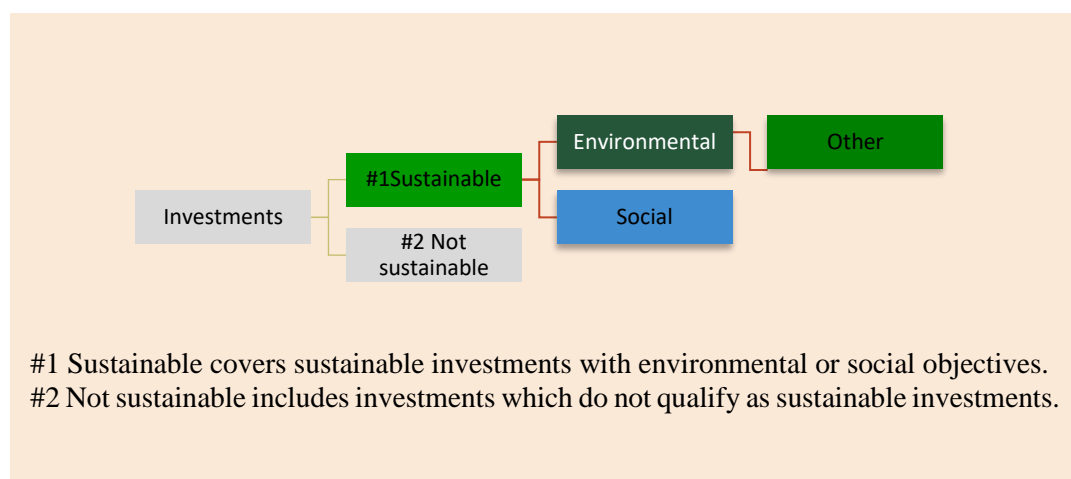 Environmental
Other
#1Sustainable
Investments
Social
#2 Not
sustainable
#1 Sustainable covers sustainable investments with environmental or social objectives.
#2 Not sustainable includes investments which do not qualify as sustainable investments.